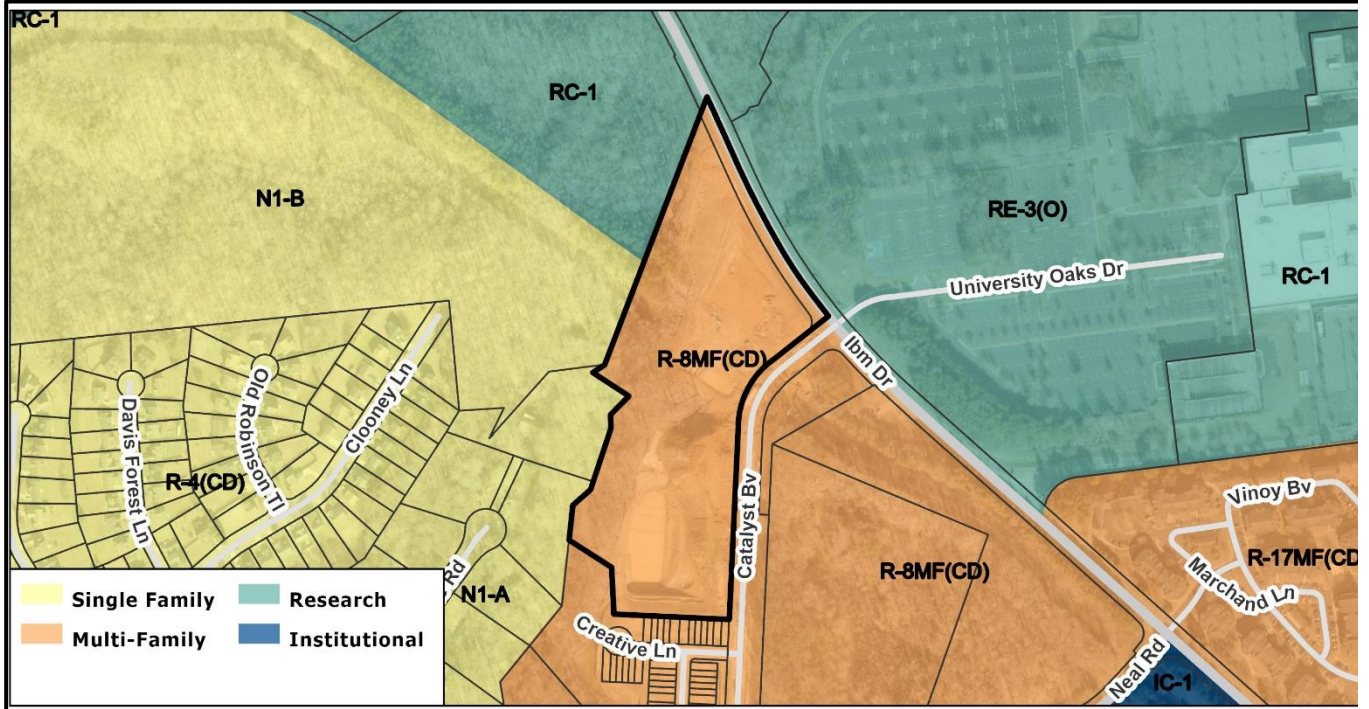 RC-1
RC-1
N1-B
RE-3(O)
University Oaks Dr
RC-1
R-8MF(CD)
Ibm Dr
Clooney Ln
Old Robinson Tl
Davis Forest Ln
R-4(CD)
Catalyst Bv
Vinoy Bv
R-8MF(CD)
R-17MF(CD
Marchand Ln
Rd
N1-A
Creative Ln
Neal Rd
IC-1
Single Family
Research
Multi-Family
Institutional